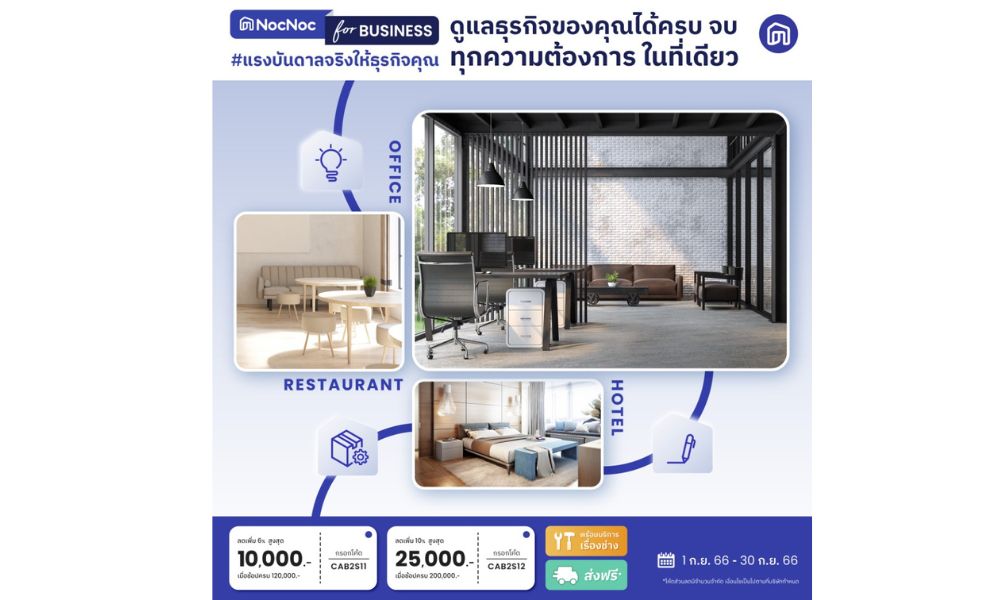 NocNoc
for BUSINESS
#แรงบันดาลจริงให้ธุรกิจคุณ
ดูแลธุรกิจของคุณได้ครบ จบ
ทุกความต้องการ ในที่เดียว
OFFICE
RESTAURANT
HOTEL
ลดเพิ่ม 6% สูงสุด
10,000.-
เมื่อช้อปครบ 120,000.-
กรอกโค้ด
CAB2S11
ลดเพิ่ม 10% สูงสุด
25,000.-
เมื่อช้อปครบ 200,000.-
กรอกโค้ด
CAB2S12
พร้อมบริการ
เรื่องช่าง
ส่งฟรี*
1 ก.ย. 66 - 30 ก.ย. 66
*โค้ดส่วนลดมีจำนวนจำกัด เงื่อนไขเป็นไปตามที่บริษัทกำหนด